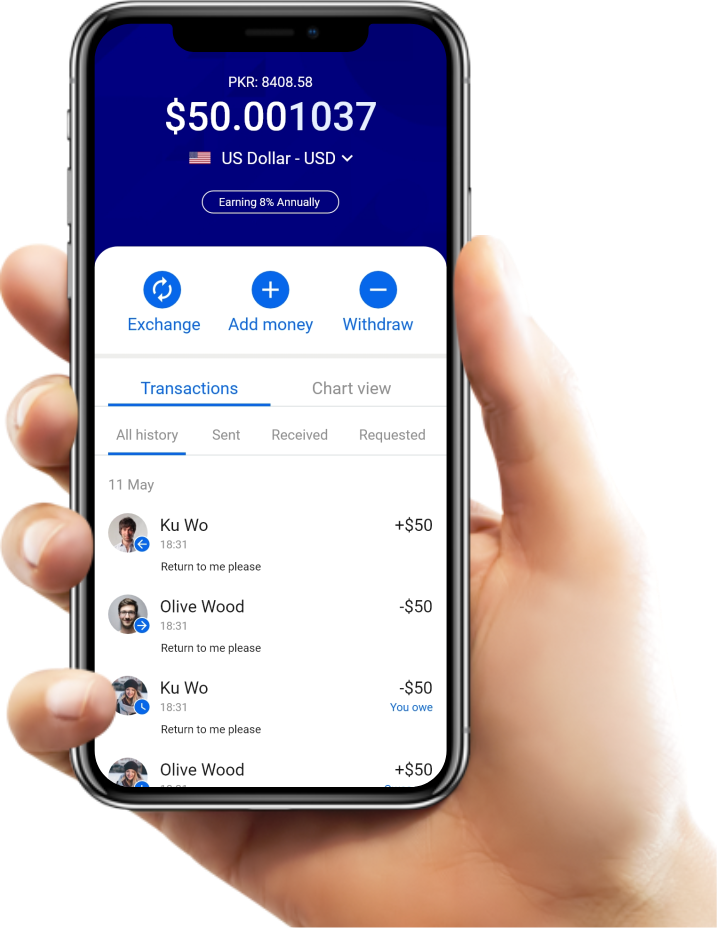 PKR: 8408.58
$50.001037
US Dollar - USD
Earning 8% Annually
Exchange Add money Withdraw
Transactions Chart view
All history Sent Received Requested
11 May
Ku Wo +$50
18:31
Return to me please
Olive Wood -$50
18:31
Return to me please
Ku Wo -$50
18:31 You owe
Return to me please
Olive Wood +$50